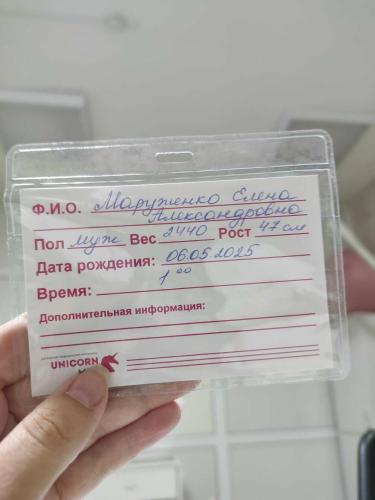 Ф.И.О. Маруженко Елена
Александровна
Пол муж Вес 2440 Рост 47 см
Дата рождения: 06.05.2025
Время: 1⁰⁰
Дополнительная информация:
UNICORN